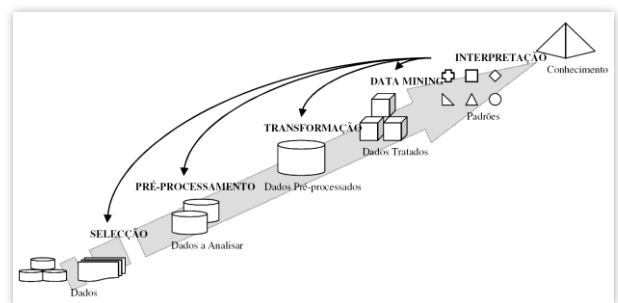 INTERPRETAÇÃO
Conhecimento
DATA MINING
Padrões
TRANSFORMAÇÃO
Dados Tratados
PRÉ-PROCESSAMENTO
Dados Pré-processados
SELECÇÃO
Dados a Analisar
Dados